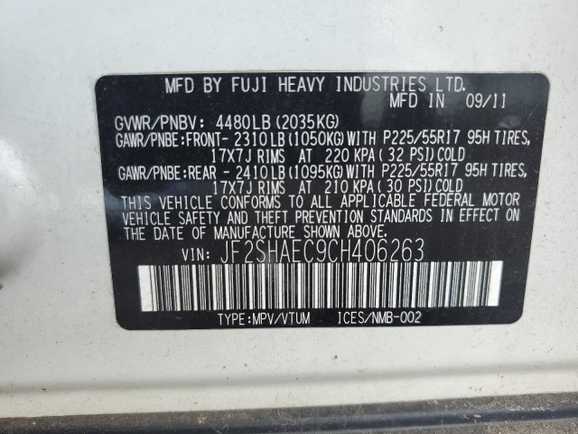 MFD BY FUJI HEAVY INDUSTRIES LTD.
MFD IN 09/11
GVWR/PNBV: 4480LB(2035KG)
GAWR/PNBE:FRONT-2310LB(1050KG)WITH P225/55R17 95H TIRES,
17X7J RIMS AT 220 KPA(32 PSI)COLD
GAWR/PNBE:REAR -2410LB(1095KG)WITH P225/55R17 95H TIRES,
17X7J RIMS AT 210 KPA(30 PSI)COLD
THIS VEHICLE CONFORMS TO ALL APPLICABLE FEDERAL MOTOR
VEHICLE SAFETY AND THEFT PREVENTION STANDARDS IN EFFECT
ON THE DATE OF MANUFACTURE SHOWN ABOVE.
VIN: JF2SHAEC9CH406263
TYPE:MPV/VTUM ICES/NMB-002